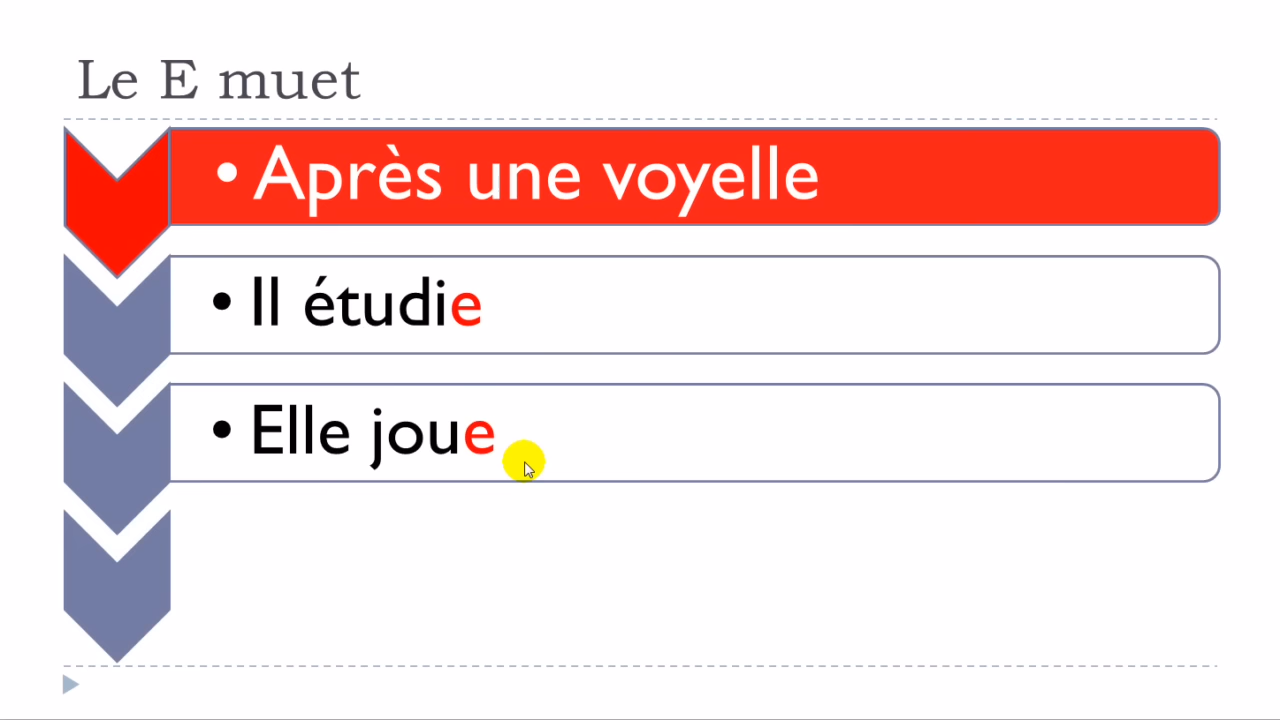 Le E muet
• Après une voyelle
• Il étudie
• Elle joue